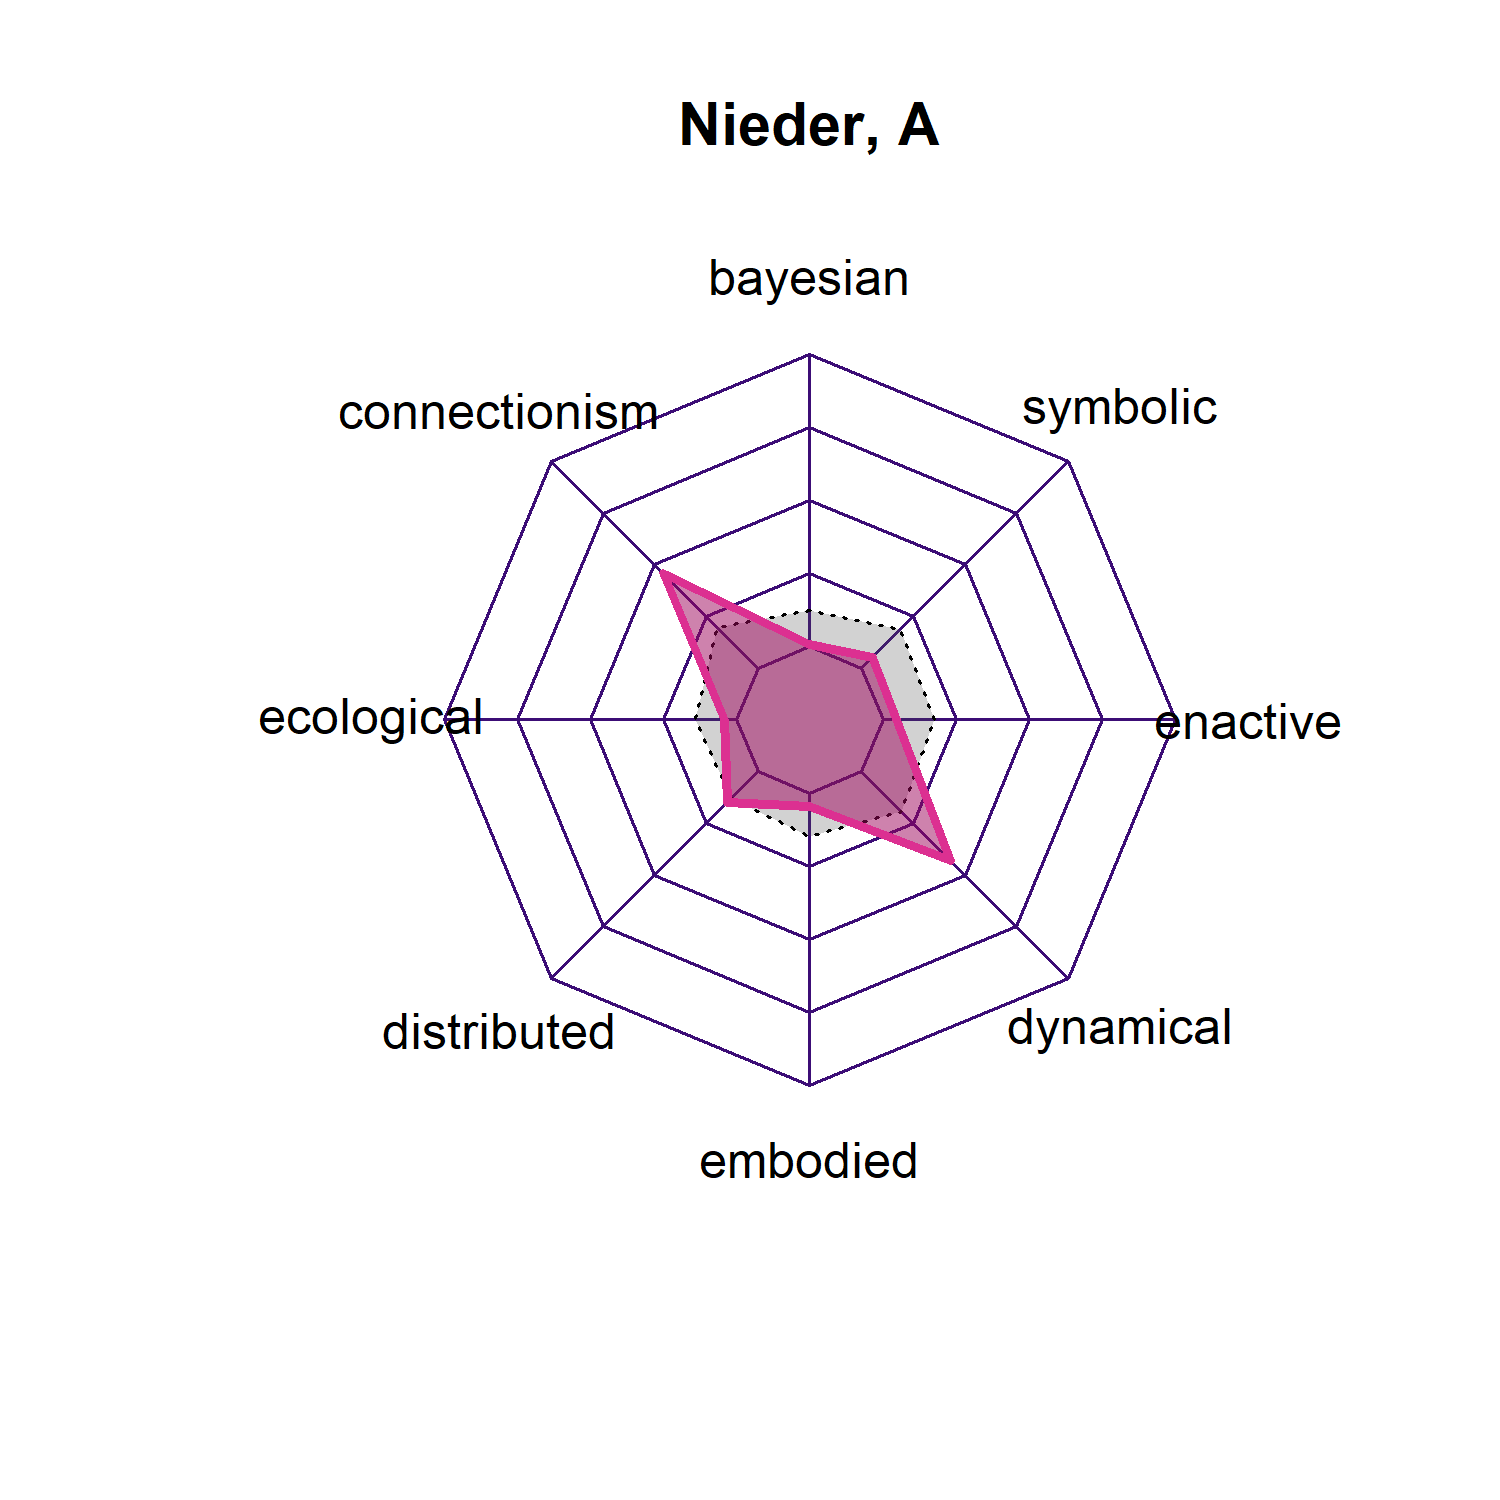 Nieder, A
bayesian
symbolic
connectionism
ecological
enactive
distributed
dynamical
embodied